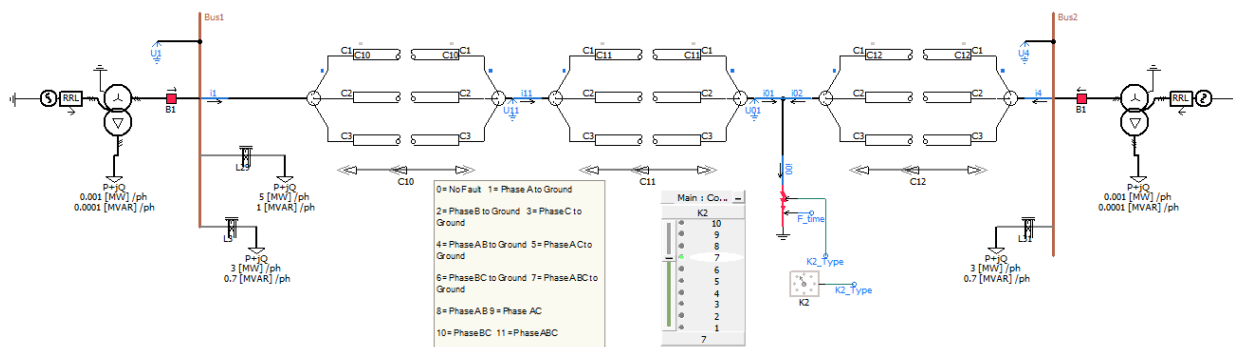 Bus1
Bus2
U1
U4
C1
C1
C1
C1
C1
C1
C10
C10
C11
C11
C12
C12
RRL
B1
i1
C2
C2
i11
U11
C2
C2
i01
i02
U01
C2
C2
i4
B1
RRL
C3
C3
C3
C3
C3
C3
L29
i00
C10
C11
C12
P+jQ
0.001 [MW] /ph
0.0001 [MVAR] /ph
P+jQ
5 [MW] /ph
1 [MVAR] /ph
L3
P+jQ
3 [MW] /ph
0.7 [MVAR] /ph
0= No Fault 1= Phase A to Ground
2= Phase B to Ground 3= Phase C to
Ground
4= Phase AB to Ground 5= Phase AC to
Ground
6= Phase BC to Ground 7= Phase ABC to
Ground
8= Phase AB 9= Phase AC
10= Phase BC 11= Phase ABC
Main : Co...
K2
10
9
8
7
6
5
4
3
2
1
7
F_time
K2_Type
K2_Type
K2
L31
P+jQ
3 [MW] /ph
0.7 [MVAR] /ph
P+jQ
0.001 [MW] /ph
0.0001 [MVAR] /ph